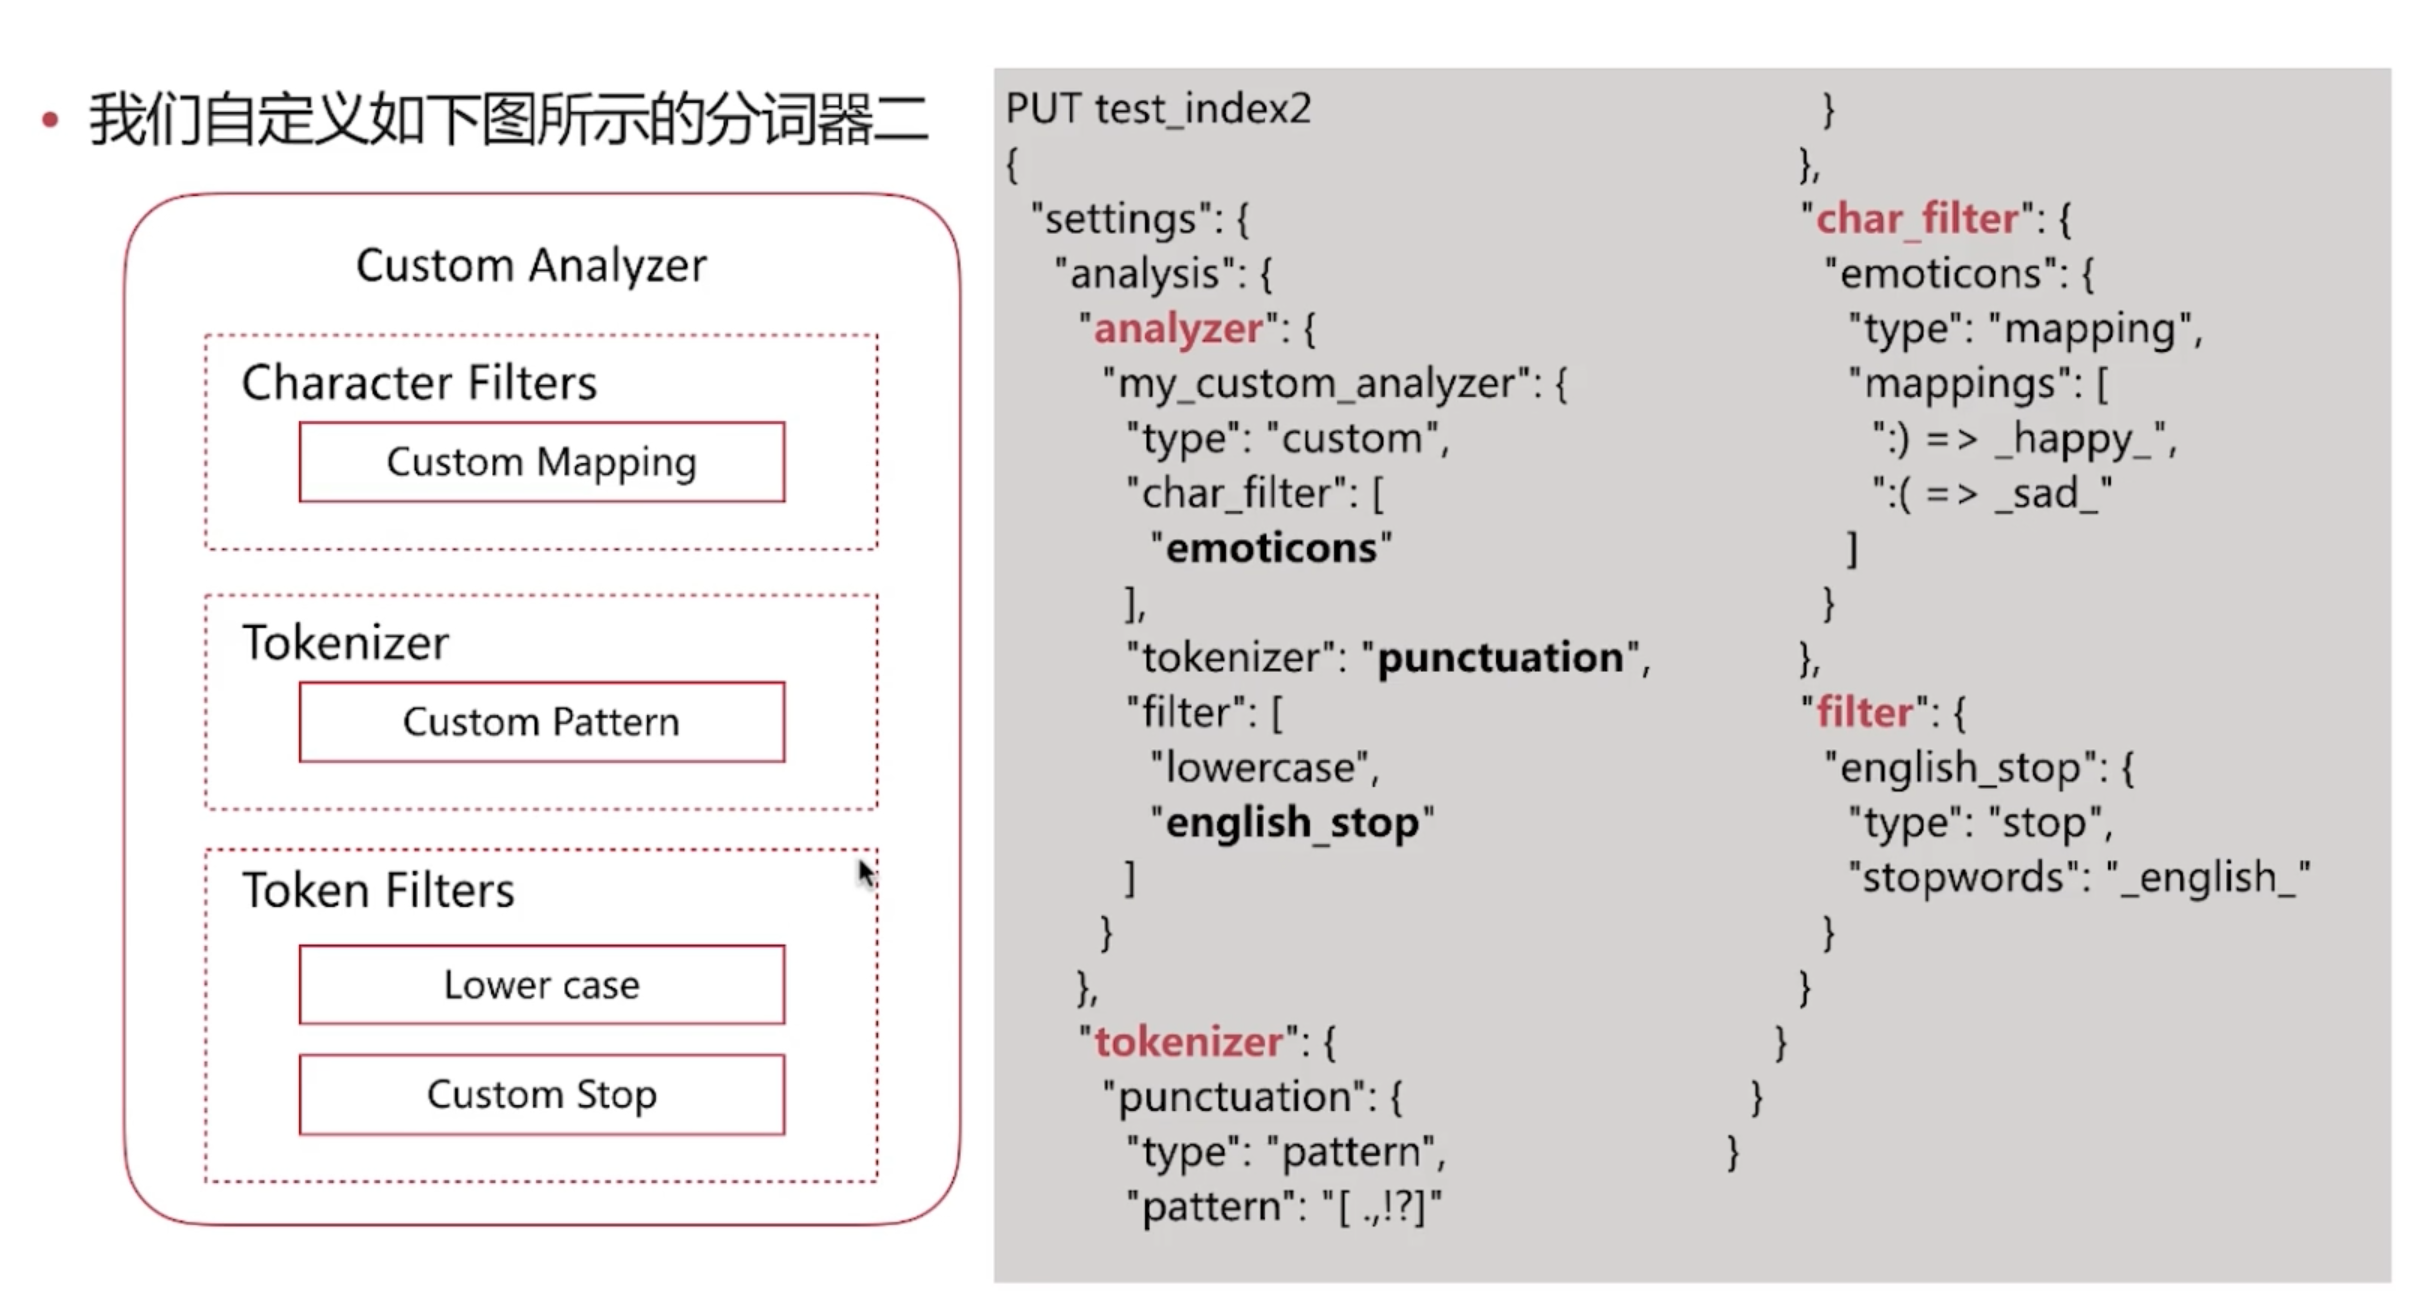 • 我们自定义如下图所示的分词器二
Custom Analyzer
Character Filters
Custom Mapping
Tokenizer
Custom Pattern
Token Filters
Lower case
Custom Stop
PUT test_index2
{
"settings": {
"analysis": {
"analyzer": {
"my_custom_analyzer": {
"type": "custom",
"char_filter": [
"emoticons"
],
"tokenizer": "punctuation",
"filter": [
"lowercase",
"english_stop"
]
}
},
"tokenizer": {
"punctuation": {
"type": "pattern",
"pattern": "[ .,!?]"
}
},
"char_filter": {
"emoticons": {
"type": "mapping",
"mappings": [
":) => _happy_",
":( => _sad_"
]
}
},
"filter": {
"english_stop": {
"type": "stop",
"stopwords": "_english_"
}
}
}
}
}